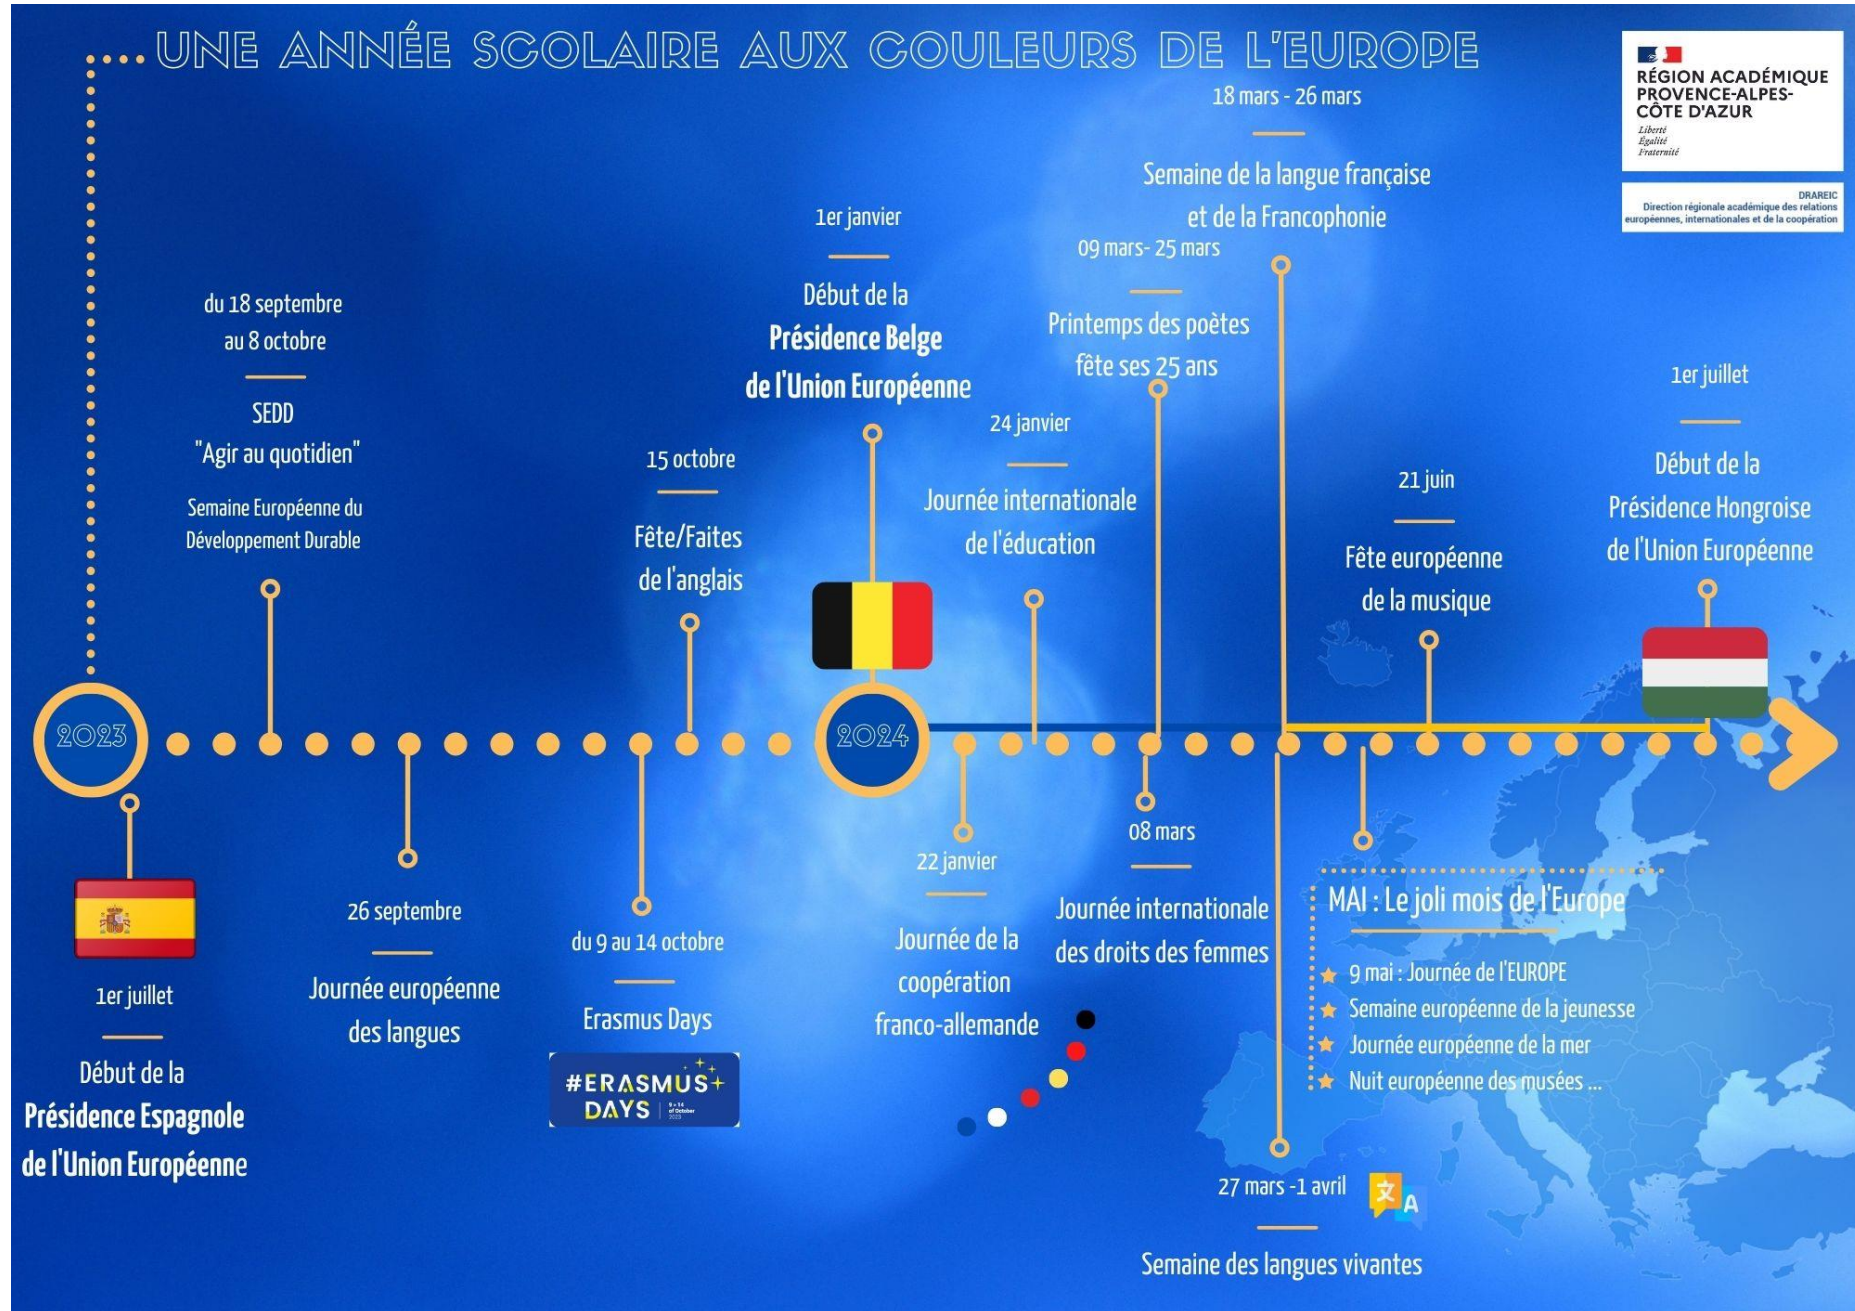 UNE ANNÉE SCOLAIRE AUX COULEURS DE L'EUROPE
RÉGION ACADÉMIQUE
PROVENCE-ALPES-
CÔTE D'AZUR
Liberté
Égalité
Fraternité
DRAREIC
Direction régionale académique des relations
européennes, internationales et de la coopération
2023
1er juillet
Début de la
Présidence Espagnole
de l'Union Européenne
du 18 septembre
au 8 octobre
SEDD
"Agir au quotidien"
Semaine Européenne du
Développement Durable
26 septembre
Journée européenne
des langues
du 9 au 14 octobre
Erasmus Days
#ERASMUS
DAYS
9 > 14
of October
2023
15 octobre
Fête/Faites
de l'anglais
2024
1er janvier
Début de la
Présidence Belge
de l'Union Européenne
22 janvier
Journée de la
coopération
franco-allemande
24 janvier
Journée internationale
de l'éducation
08 mars
Journée internationale
des droits des femmes
09 mars- 25 mars
Printemps des poètes
fête ses 25 ans
18 mars - 26 mars
Semaine de la langue française
et de la Francophonie
27 mars -1 avril
文
A
Semaine des langues vivantes
MAI : Le joli mois de l'Europe
9 mai : Journée de l'EUROPE
Semaine européenne de la jeunesse
Journée européenne de la mer
Nuit européenne des musées ...
21 juin
Fête européenne
de la musique
1er juillet
Début de la
Présidence Hongroise
de l'Union Européenne